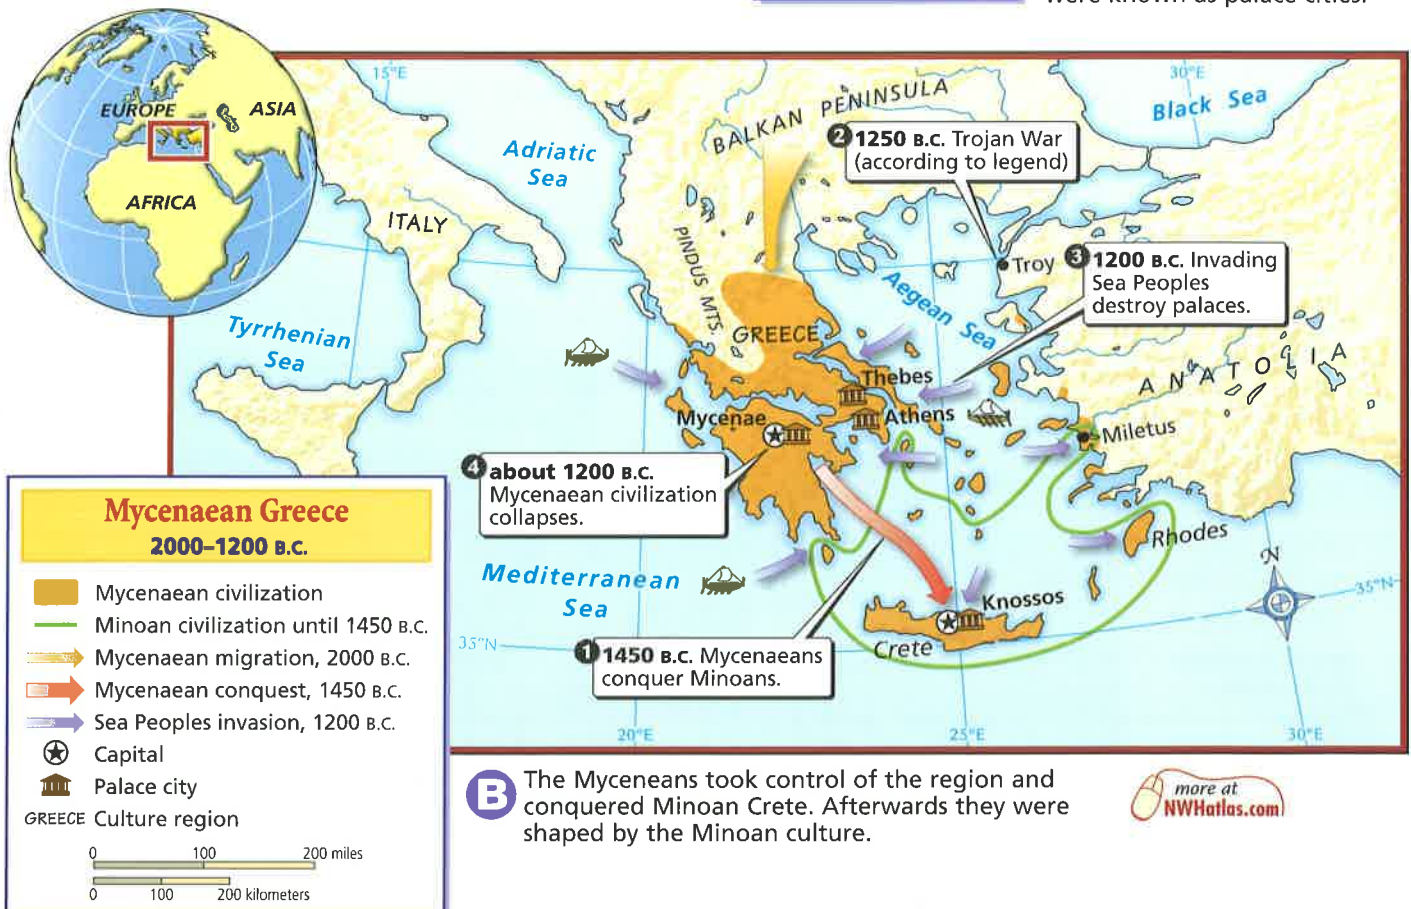 were known as palace cities.
EUROPE
ASIA
AFRICA
15°E
30°E
Black Sea
BALKAN PENINSULA
Adriatic
Sea
ITALY
PINDUS MTS.
❷ 1250 B.C. Trojan War
(according to legend)
Troy
❸ 1200 B.C. Invading
Sea Peoples
destroy palaces.
Aegean Sea
Tyrrhenian
Sea
GREECE
ANATOLIA
Thebes
Mycenae
Athens
Miletus
❹ about 1200 B.C.
Mycenaean civilization
collapses.
Rhodes
N
Mediterranean
Sea
35°N
35°N
Knossos
Crete
❶ 1450 B.C. Mycenaeans
conquer Minoans.
20°E
25°E
30°E
Mycenaean Greece
2000–1200 B.C.
Mycenaean civilization
Minoan civilization until 1450 B.C.
Mycenaean migration, 2000 B.C.
Mycenaean conquest, 1450 B.C.
Sea Peoples invasion, 1200 B.C.
Capital
Palace city
GREECE Culture region
0 100 200 miles
0 100 200 kilometers
B The Myceneans took control of the region and
conquered Minoan Crete. Afterwards they were
shaped by the Minoan culture.
more at
NWHatlas.com